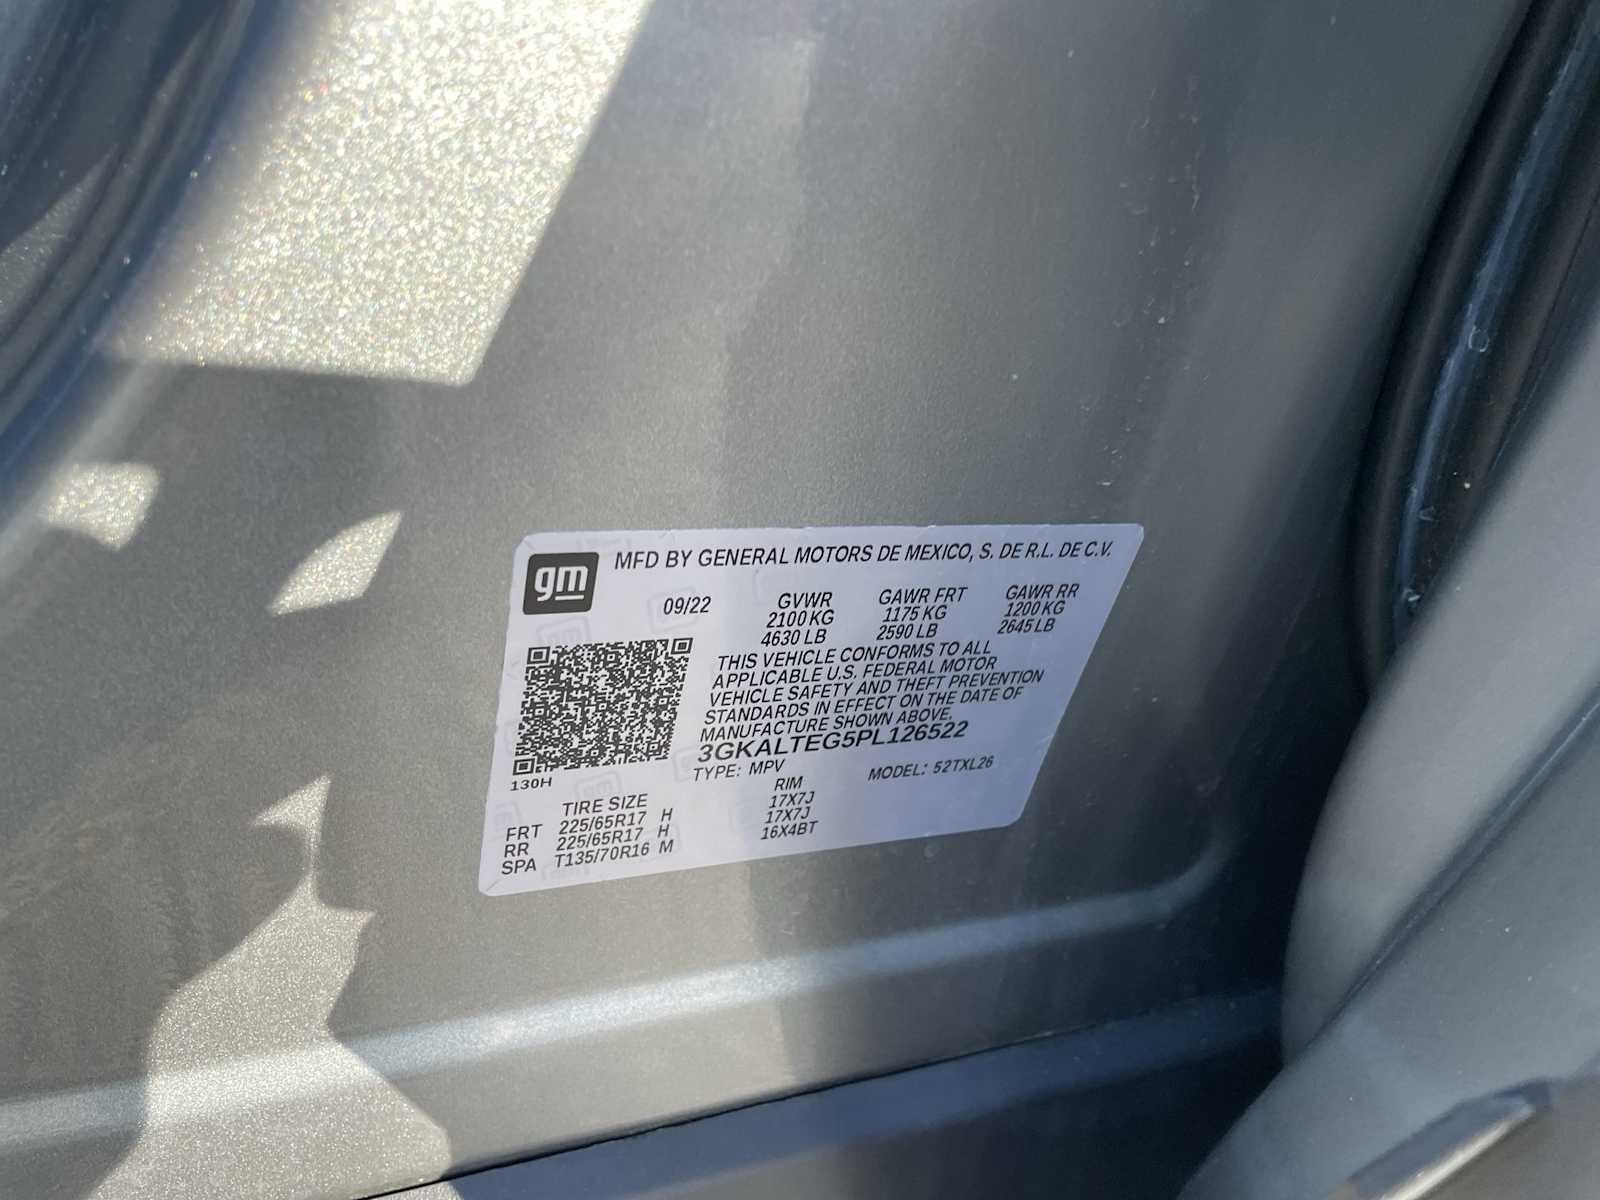 gm
MFD BY GENERAL MOTORS DE MEXICO, S. DE R.L. DE C.V.
09/22 GVWR GAWR FRT GAWR RR
2100 KG 1175 KG 1200 KG
4630 LB 2590 LB 2645 LB
THIS VEHICLE CONFORMS TO ALL
APPLICABLE U.S. FEDERAL MOTOR
VEHICLE SAFETY AND THEFT PREVENTION
STANDARDS IN EFFECT ON THE DATE OF
MANUFACTURE SHOWN ABOVE.
3GKALTEG5PL126522
TYPE: MPV MODEL: 52TXL26
130H
TIRE SIZE RIM
FRT 225/65R17 H 17X7J
RR 225/65R17 H 17X7J
SPA T135/70R16 M 16X4BT